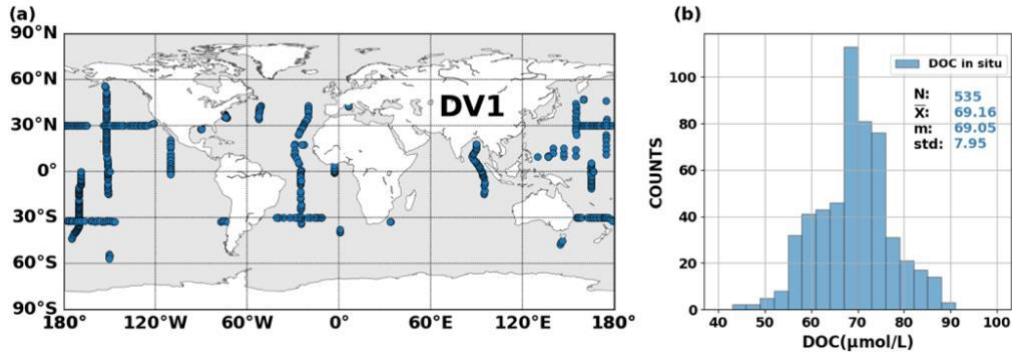 (a)
90°N
60°N
30°N
0°
30°S
60°S
90°S
180°
120°W
60°W
0°
60°E
120°E
180°
DV1
(b)
COUNTS
100
80
60
40
20
0
40
50
60
70
80
90
100
DOC(μmol/L)
DOC in situ
N: 535
X̅: 69.16
m: 69.05
std: 7.95